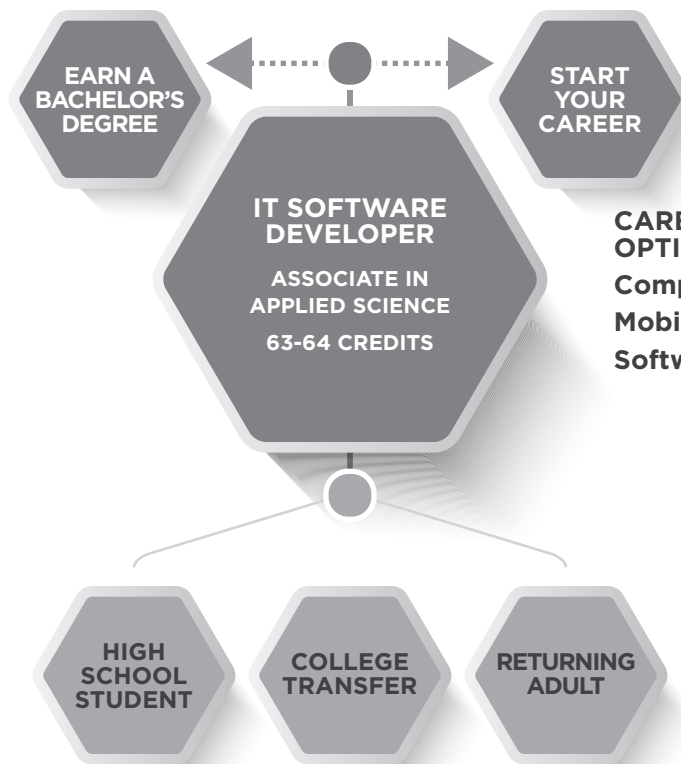 EARN A
BACHELOR'S
DEGREE
START
YOUR
CAREER
IT SOFTWARE
DEVELOPER
ASSOCIATE IN
APPLIED SCIENCE
63-64 CREDITS
HIGH
SCHOOL
STUDENT
COLLEGE
TRANSFER
RETURNING
ADULT